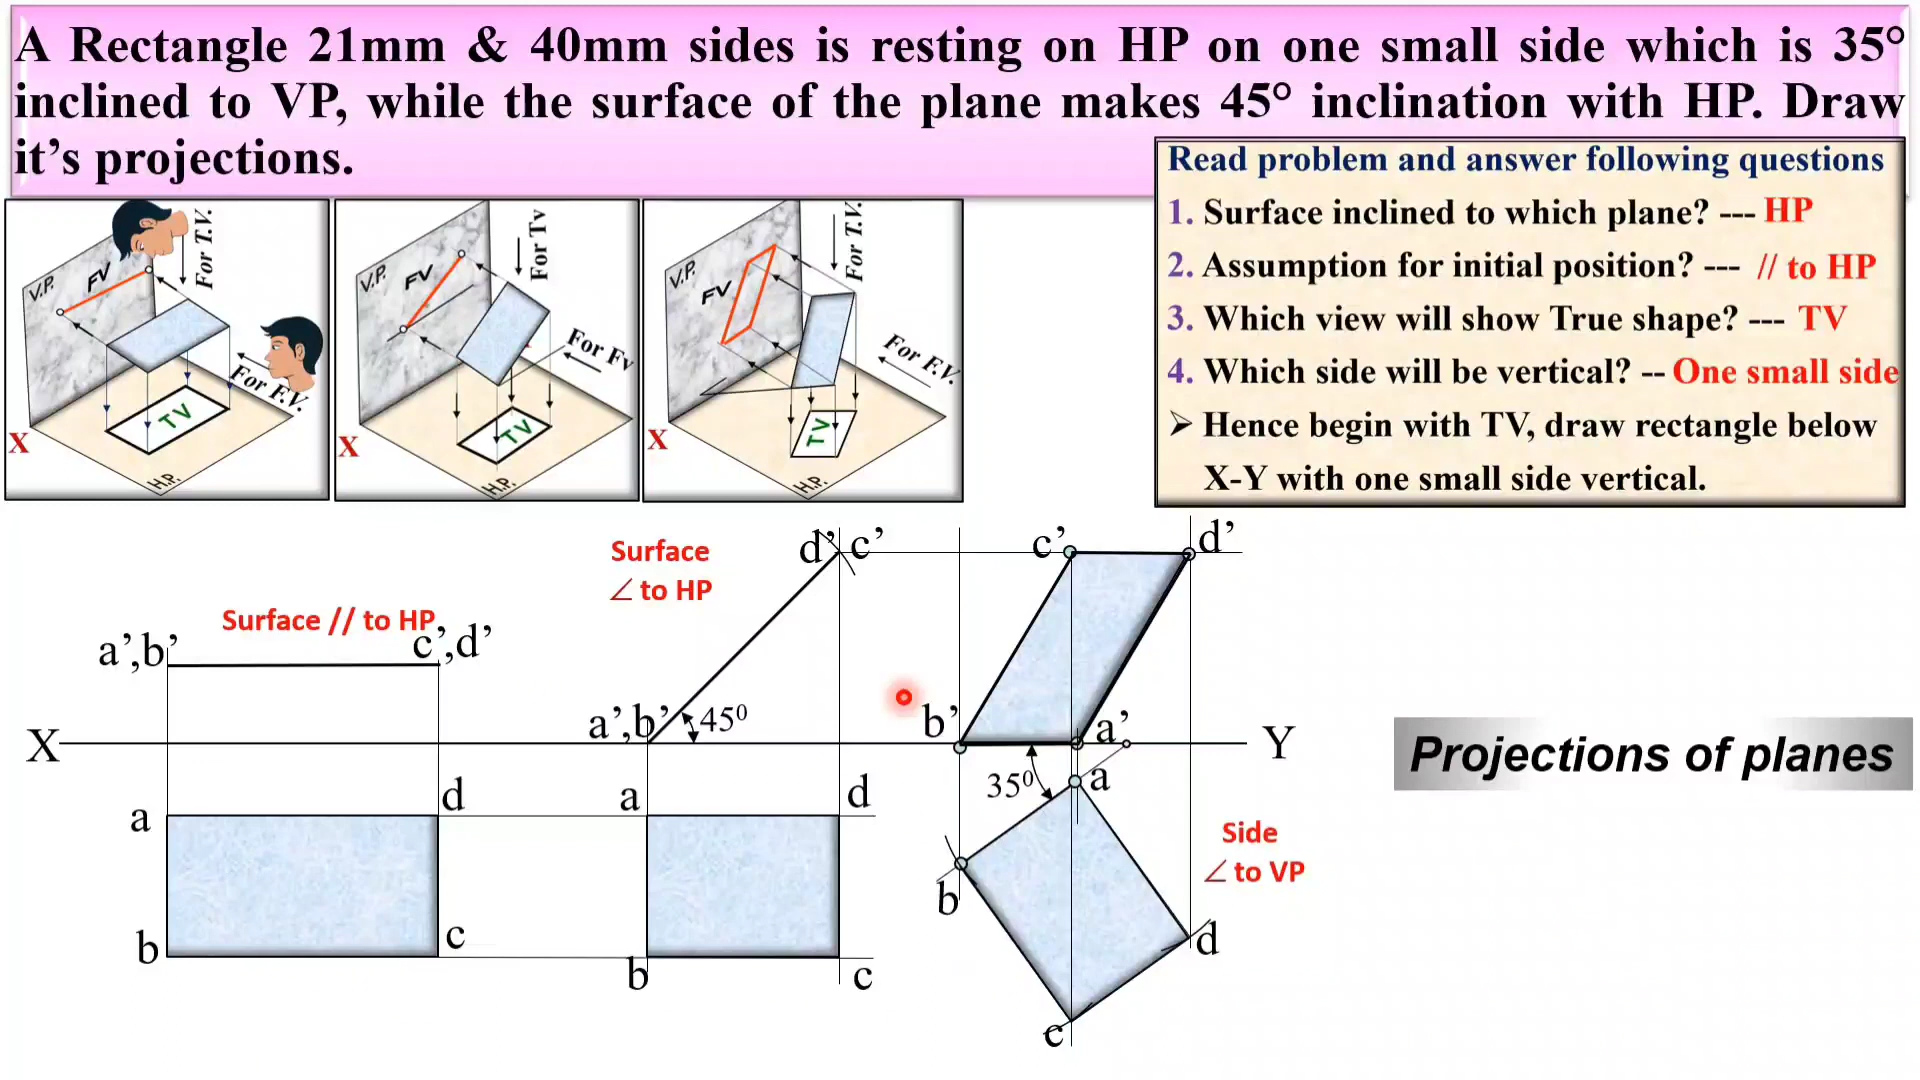 A Rectangle 21mm & 40mm sides is resting on HP on one small side which is 35°
inclined to VP, while the surface of the plane makes 45° inclination with HP. Draw
it’s projections.
Read problem and answer following questions
1. Surface inclined to which plane? --- HP
2. Assumption for initial position? --- // to HP
3. Which view will show True shape? --- TV
4. Which side will be vertical? -- One small side
➢ Hence begin with TV, draw rectangle below
X-Y with one small side vertical.
V.P.
FV
For T.V.
For F.V.
TV
X
H.P.
V.P.
FV
For Tv
For Fv
TV
X
H.P.
V.P.
FV
For T.V.
For F.V.
TV
X
H.P.
Surface // to HP
a’,b’
c’,d’
X
a
d
b
c
Surface
∠ to HP
d’
c’
a’,b’
45⁰
a
d
b
c
c’
d’
b’
a’
Y
35⁰
a
b
d
c
Side
∠ to VP
Projections of planes